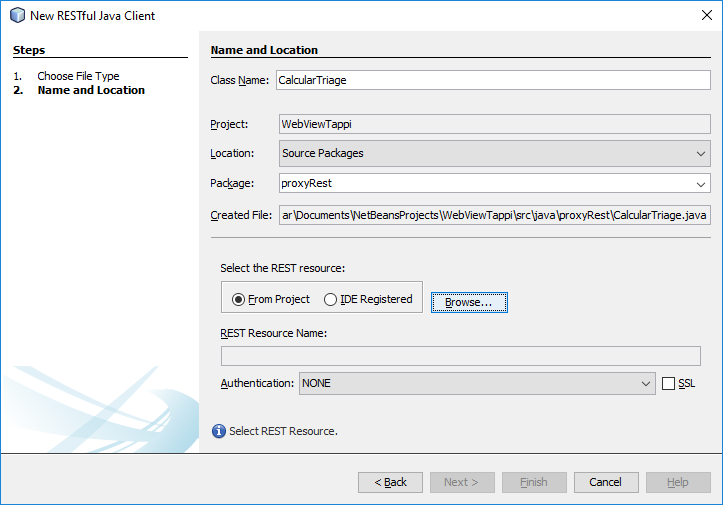 New RESTful Java Client
Steps
1. Choose File Type
2. Name and Location
Name and Location
Class Name: CalcularTriage
Project: WebViewTappi
Location: Source Packages
Package: proxyRest
Created File: ar\Documents\NetBeansProjects\WebViewTappi\src\java\proxyRest\CalcularTriage.java
Select the REST resource:
From Project IDE Registered Browse...
REST Resource Name:
Authentication: NONE SSL
Select REST Resource.
< Back Next > Finish Cancel Help